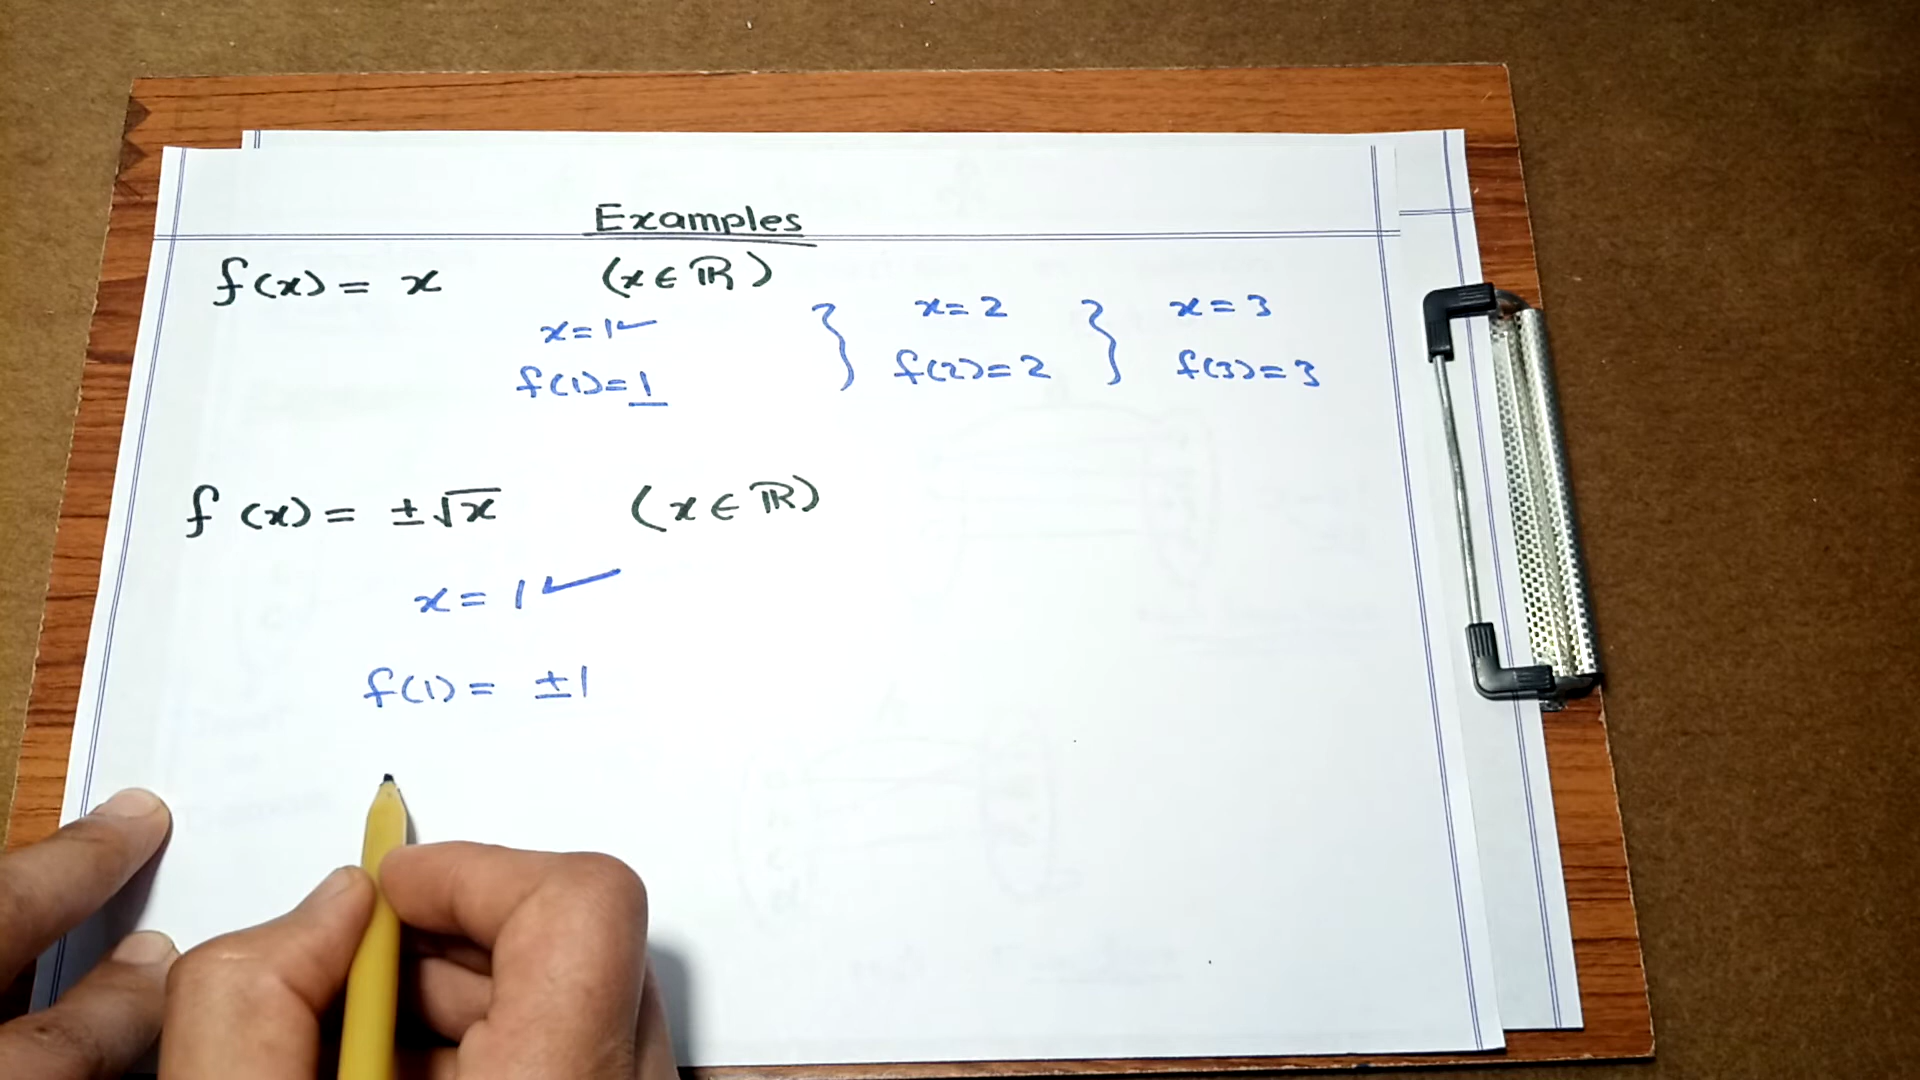 Examples
f(x) = x (x ∈ ℝ)
x = 1 ✓ } x = 2 } x = 3
f(1) = 1 f(2) = 2 f(3) = 3
f (x) = ±√x (x ∈ ℝ)
x = 1 ✓
f(1) = ±1